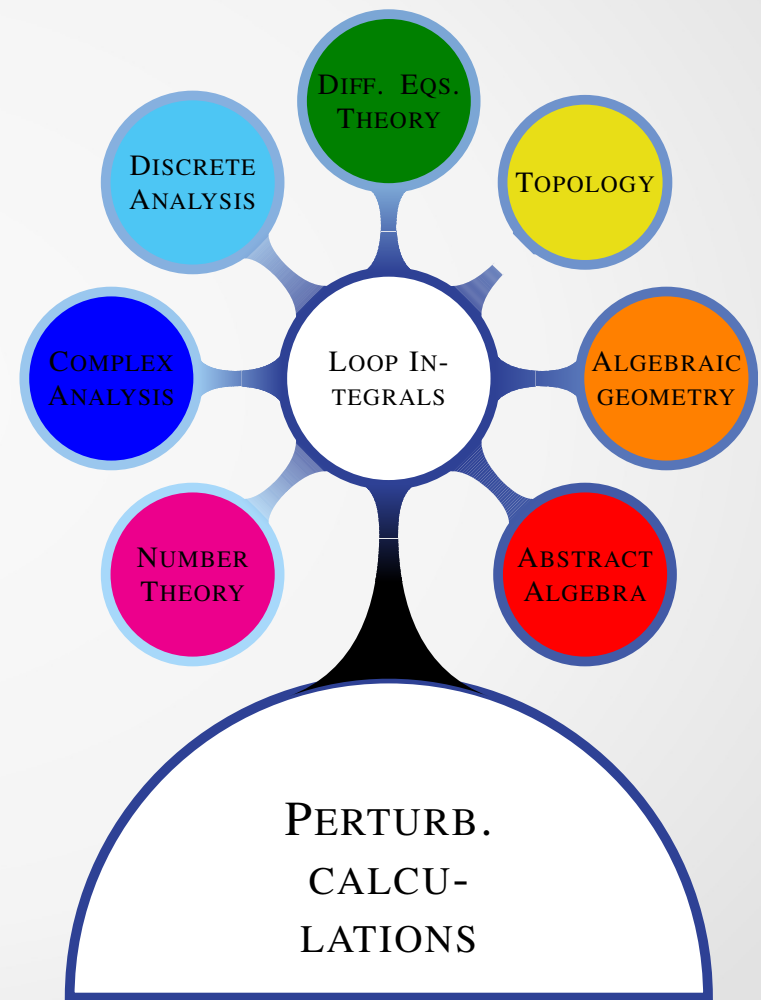 DIFF. EQS.
THEORY
DISCRETE
ANALYSIS
TOPOLOGY
COMPLEX
ANALYSIS
LOOP IN-
TEGRALS
ALGEBRAIC
GEOMETRY
NUMBER
THEORY
ABSTRACT
ALGEBRA
PERTURB.
CALCU-
LATIONS